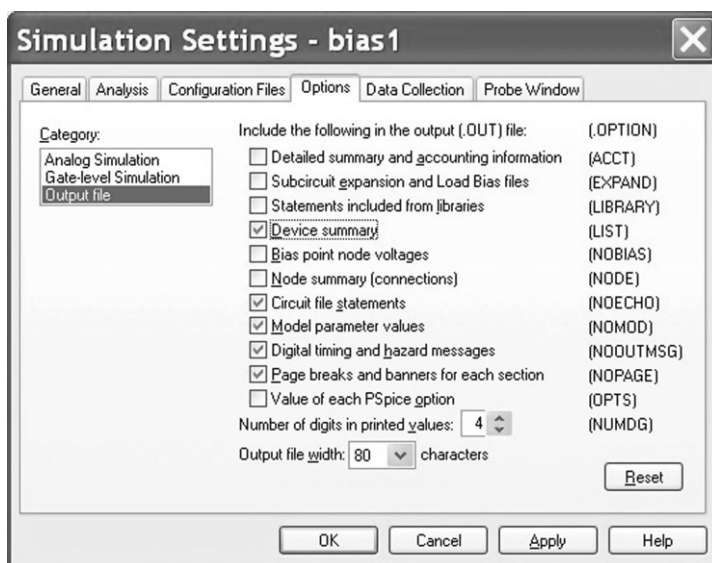 Simulation Settings - bias1
General Analysis Configuration Files Options Data Collection Probe Window
Category:
Analog Simulation
Gate-level Simulation
Output file
Include the following in the output (.OUT) file: (.OPTION)
Detailed summary and accounting information (ACCT)
Subcircuit expansion and Load Bias files (EXPAND)
Statements included from libraries (LIBRARY)
Device summary (LIST)
Bias point node voltages (NOBIAS)
Node summary (connections) (NODE)
Circuit file statements (NOECHO)
Model parameter values (NOMOD)
Digital timing and hazard messages (NOOUTMSG)
Page breaks and banners for each section (NOPAGE)
Value of each PSpice option (OPTS)
Number of digits in printed values: 4 (NUMDG)
Output file width: 80 characters
Reset
OK Cancel Apply Help